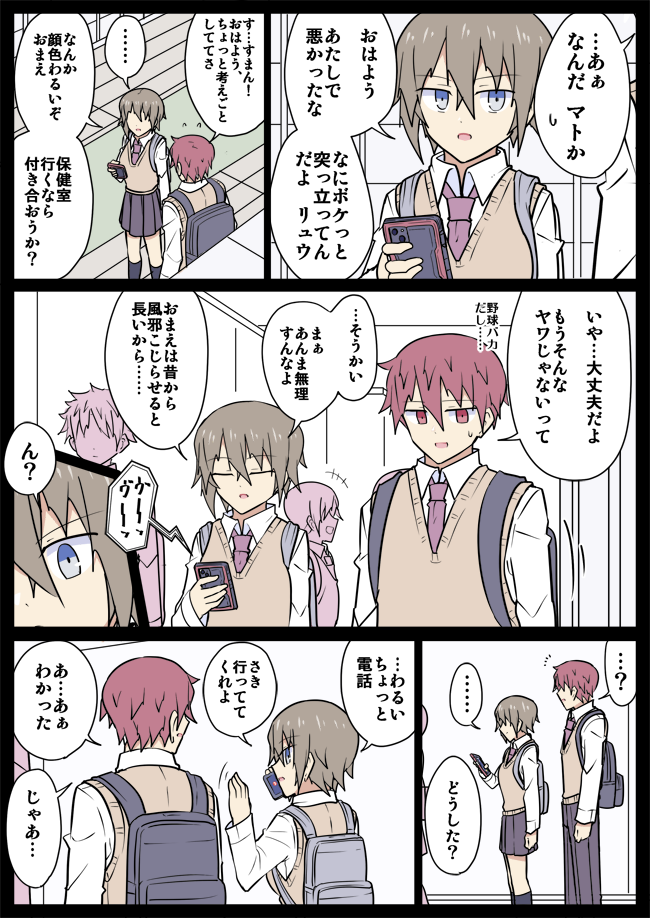 …あぁ
なんだ マトか
おはよう
あたしで
悪かったな
なにボケっと
突っ立ってん
だよ リュウ
す…すまん！
おはよう、
ちょっと考えごと
しててさ
……
なんか
顔色わるいぞ
おまえ
保健室
行くなら
付き合おうか？
いや…大丈夫だよ
もうそんな
ヤワじゃないって
野球バカ
だし……
…そうかい
まぁ
あんま無理
すんなよ
おまえは昔から
風邪こじらせると
長いから……
ヴーーッ
ヴーーッ
ん？
…？
……
どうした？
…わるい
ちょっと
電話
さき
行ってて
くれよ
あ…あぁ
わかった
じゃあ…